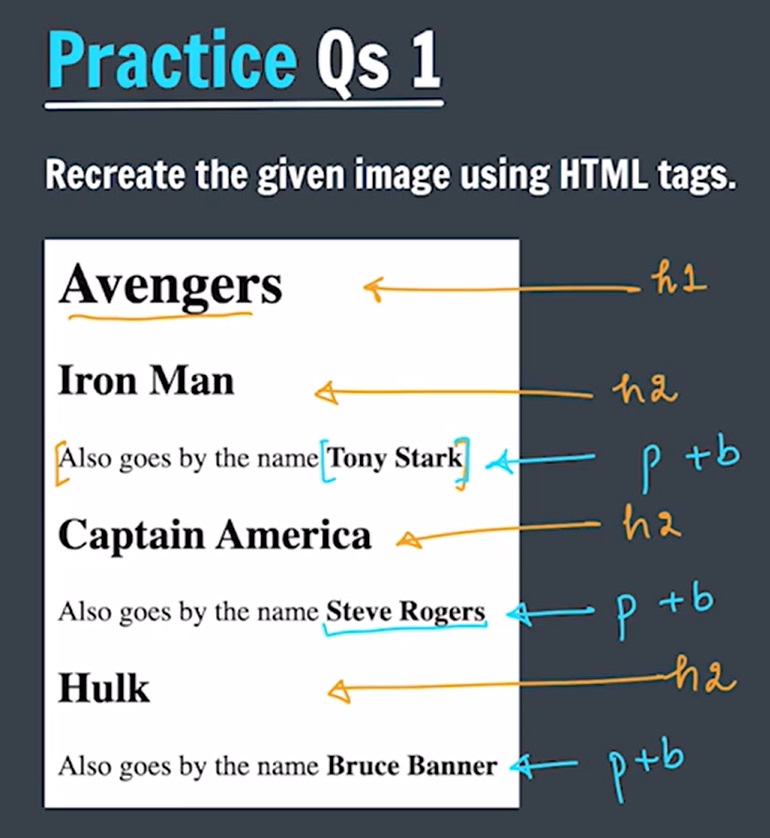 Practice Qs 1
Recreate the given image using HTML tags.
Avengers h1
Iron Man h2
[Also goes by the name [Tony Stark]] p + b
Captain America h2
Also goes by the name Steve Rogers p + b
Hulk h2
Also goes by the name Bruce Banner p + b